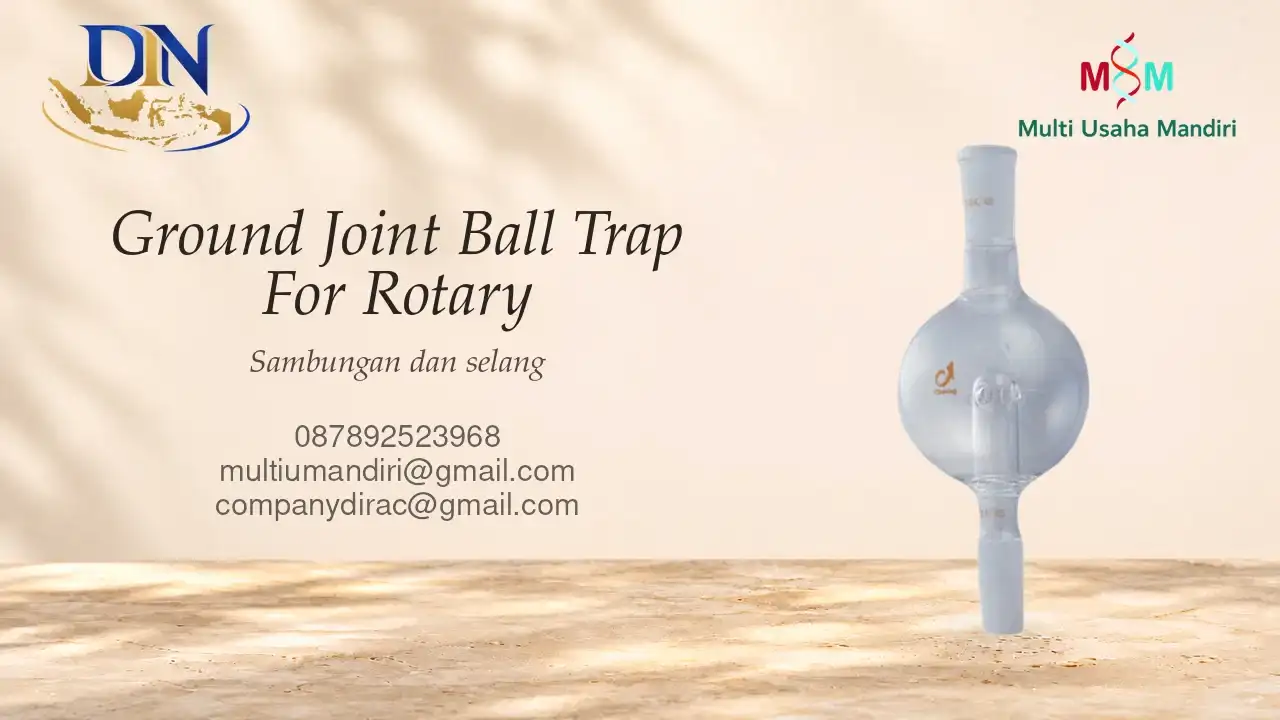 DN
M M
Multi Usaha Mandiri
Ground Joint Ball Trap
For Rotary
Sambungan dan selang
087892523968
multiumandiri@gmail.com
companydirac@gmail.com